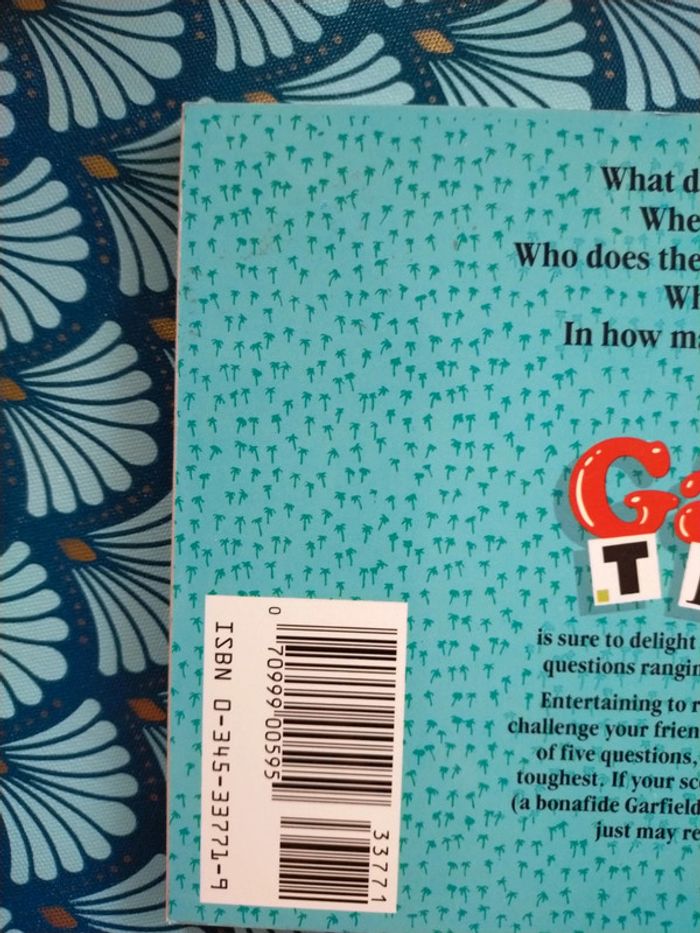 What d
Whe
Who does the
Wh
In how ma
Ga
T
is sure to delight
questions rangin
Entertaining to r
challenge your frien
of five questions,
toughest. If your sc
(a bonafide Garfield
just may re
ISBN 0-345-33771-9
0
70999 00595
33771